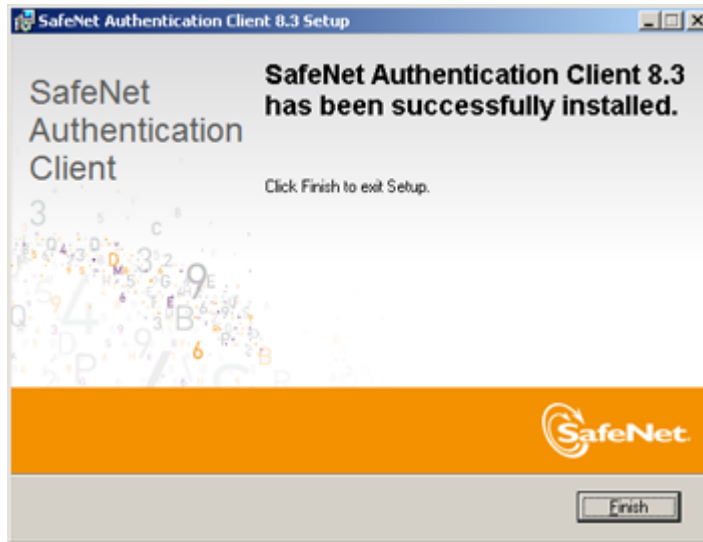 SafeNet Authentication Client 8.3 Setup
SafeNet
Authentication
Client
SafeNet Authentication Client 8.3
has been successfully installed.
Click Finish to exit Setup.
SafeNet.
Finish